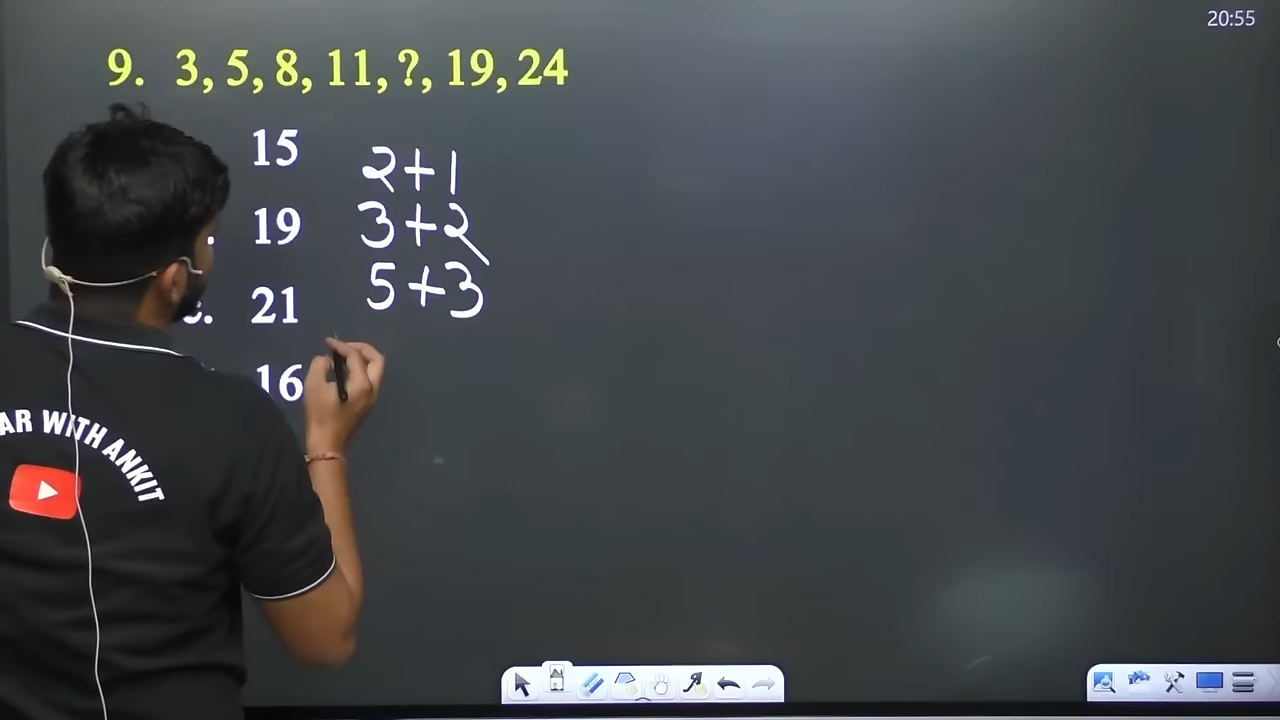 20:55
9. 3, 5, 8, 11, ?, 19, 24
15
19
c. 21
16
2+1
3+2
5+3
AR WITH ANKIT